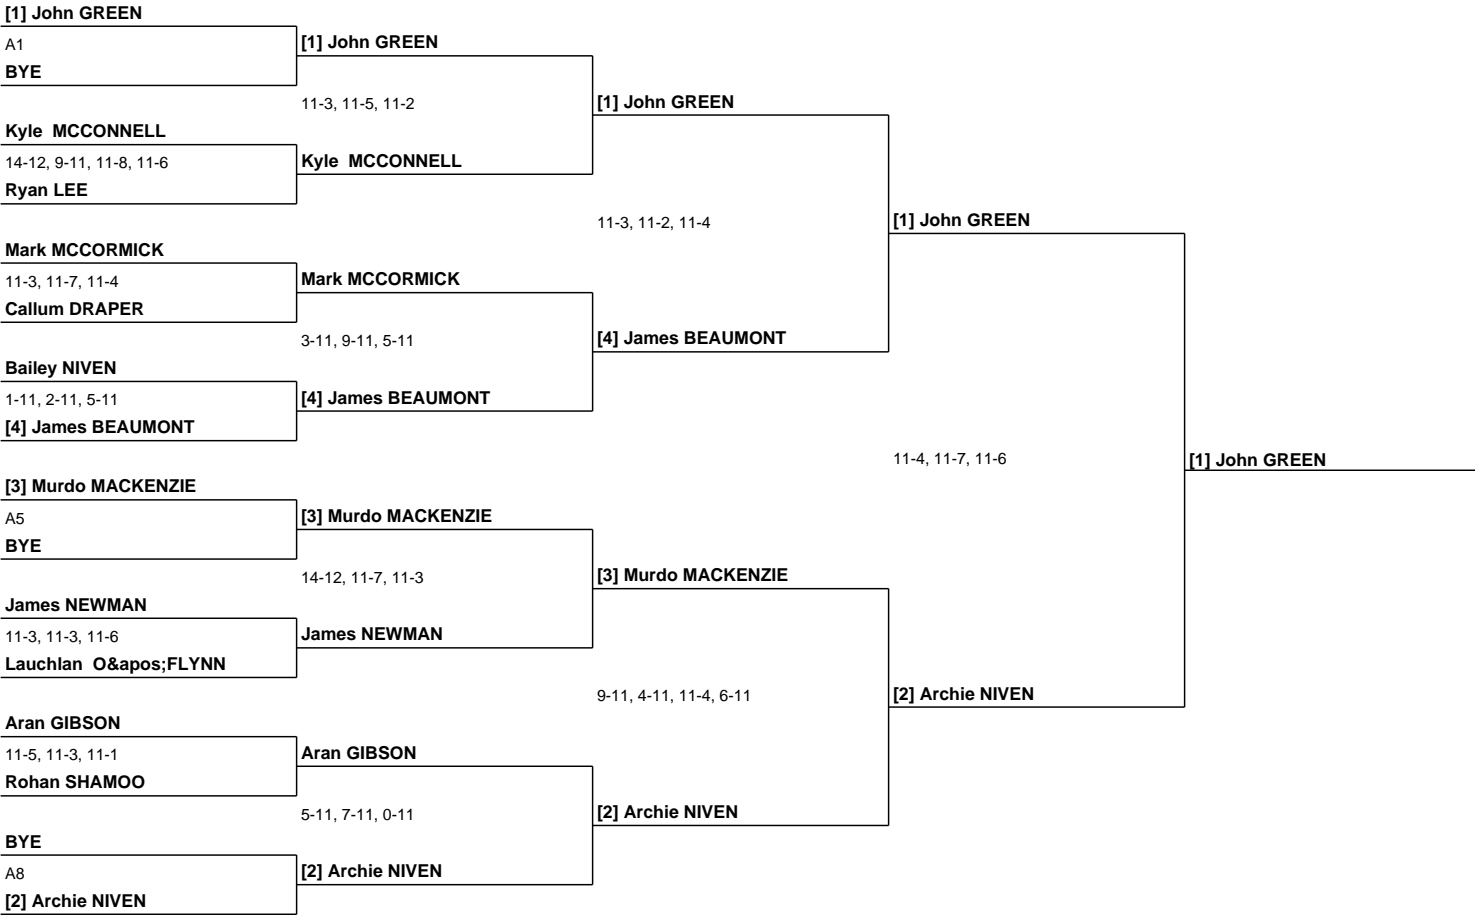 [1] John GREEN
A1
BYE
Kyle  MCCONNELL
14-12, 9-11, 11-8, 11-6
Ryan LEE
Mark MCCORMICK
11-3, 11-7, 11-4
Callum DRAPER
Bailey NIVEN
1-11, 2-11, 5-11
[4] James BEAUMONT
[3] Murdo MACKENZIE
A5
BYE
James NEWMAN
11-3, 11-3, 11-6
Lauchlan  O&apos;FLYNN
Aran GIBSON
11-5, 11-3, 11-1
Rohan SHAMOO
BYE
A8
[2] Archie NIVEN
[1] John GREEN
11-3, 11-5, 11-2
Kyle  MCCONNELL
Mark MCCORMICK
3-11, 9-11, 5-11
[4] James BEAUMONT
[3] Murdo MACKENZIE
14-12, 11-7, 11-3
James NEWMAN
Aran GIBSON
5-11, 7-11, 0-11
[2] Archie NIVEN
[1] John GREEN
11-3, 11-2, 11-4
[4] James BEAUMONT
[3] Murdo MACKENZIE
9-11, 4-11, 11-4, 6-11
[2] Archie NIVEN
[1] John GREEN
11-4, 11-7, 11-6
[2] Archie NIVEN
[1] John GREEN